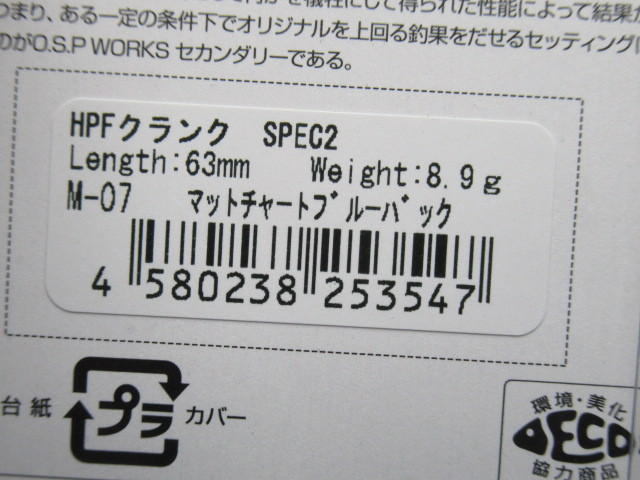 つまり、ある一定の条件下でオリジナルを上回る釣果をだせるセッティング
のがO.S.P WORKS セカンダリーである。
HPFクランク SPEC2
Length:63mm Weight:8.9g
M-07 マットチャートブルーバック
4 580238 253547
台紙 プラ カバー
環境・美化
ECO
協力商品